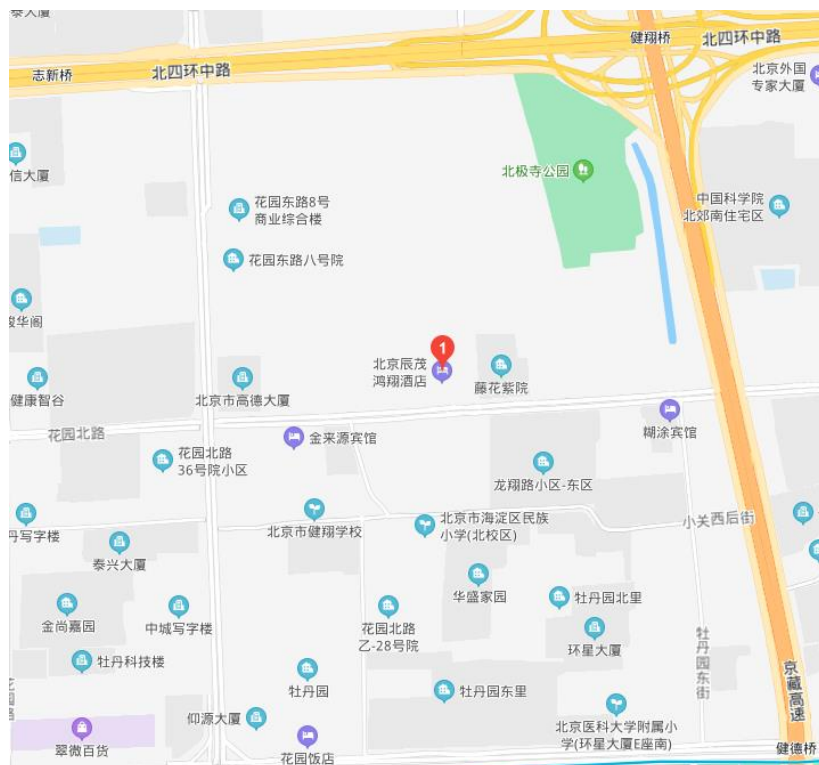 北四环中路
健翔桥
北四环中路
志新桥
北京外国
专家大厦
信大厦
北极寺公园
花园东路8号
商业综合楼
中国科学院
北郊南住宅区
花园东路八号院
1
北京辰茂
鸿翔酒店
藤花紫院
健康智谷
北京市高德大厦
花园北路
金来源宾馆
糊涂宾馆
花园北路
36号院小区
龙翔路小区-东区
北京市健翔学校
北京市海淀区民族
小学(北校区)
小关西后街
丹写字楼
泰兴大厦
华盛家园
牡丹园北里
金尚嘉园
中城写字楼
花园北路
乙-28号院
环星大厦
牡丹园东街
牡丹科技楼
牡丹园
牡丹园东里
京藏高速
仰源大厦
北京医科大学附属小
学(环星大厦E座南)
翠微百货
花园饭店
健德桥